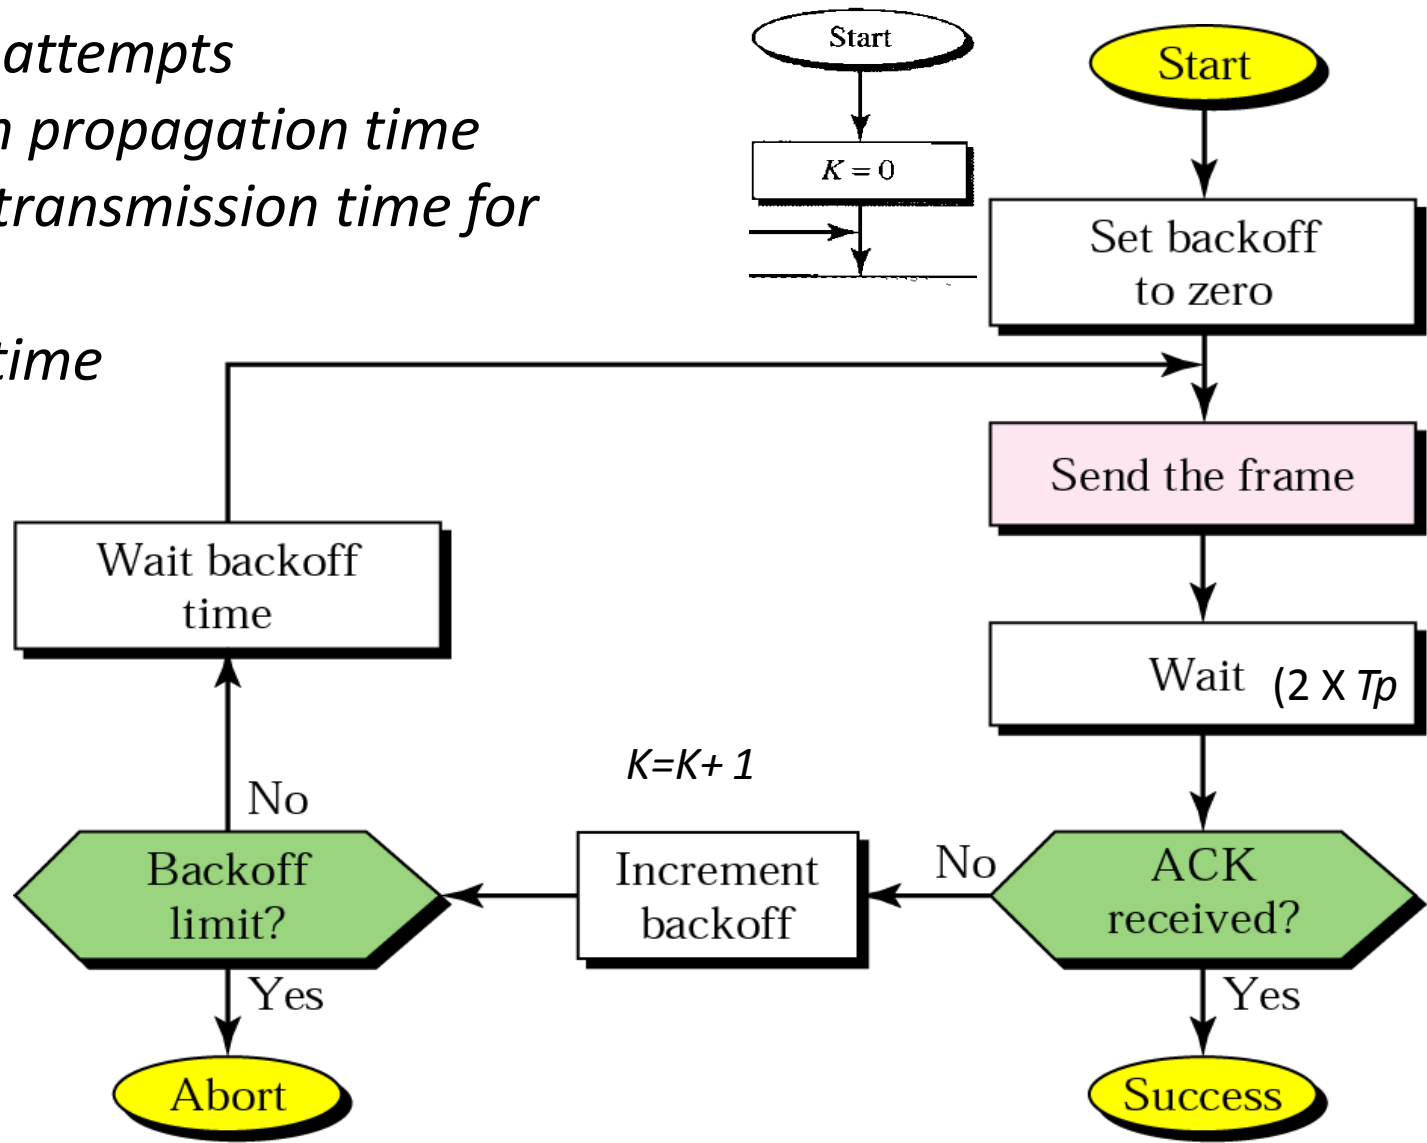 attempts
propagation time
transmission time for
time
Start
K = 0
Start
Set backoff
to zero
Send the frame
Wait (2 X Tp
ACK
received?
No
Yes
Success
K=K+ 1
Increment
backoff
Backoff
limit?
No
Yes
Wait backoff
time
Abort